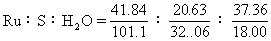 Ru : S : H₂O = 41.84/101.1 : 20.63/32..06 : 37.36/18.00